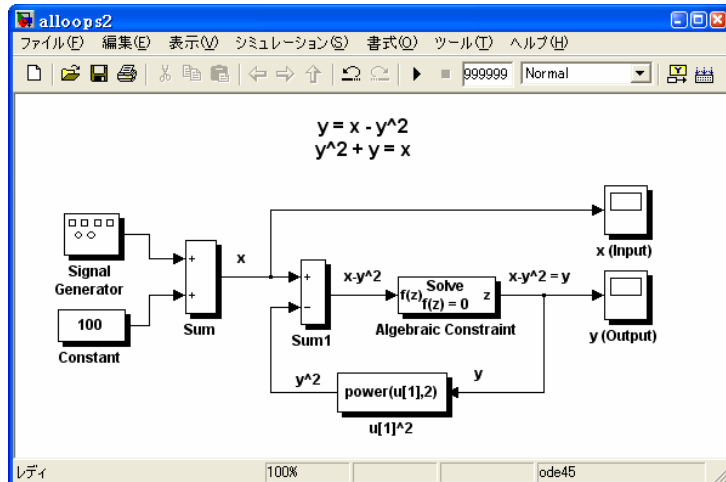 alloops2
ファイル(F) 編集(E) 表示(V) シミュレーション(S) 書式(O) ツール(T) ヘルプ(H)
999999 Normal
y = x - y^2
y^2 + y = x
x (Input)
Signal
Generator
x
+
+
Sum
100
Constant
+
−
Sum1
x-y^2
f(z) Solve f(z) = 0 z
Algebraic Constraint
x-y^2 = y
y (Output)
y^2
power(u[1],2)
y
u[1]^2
レディ 100% ode45